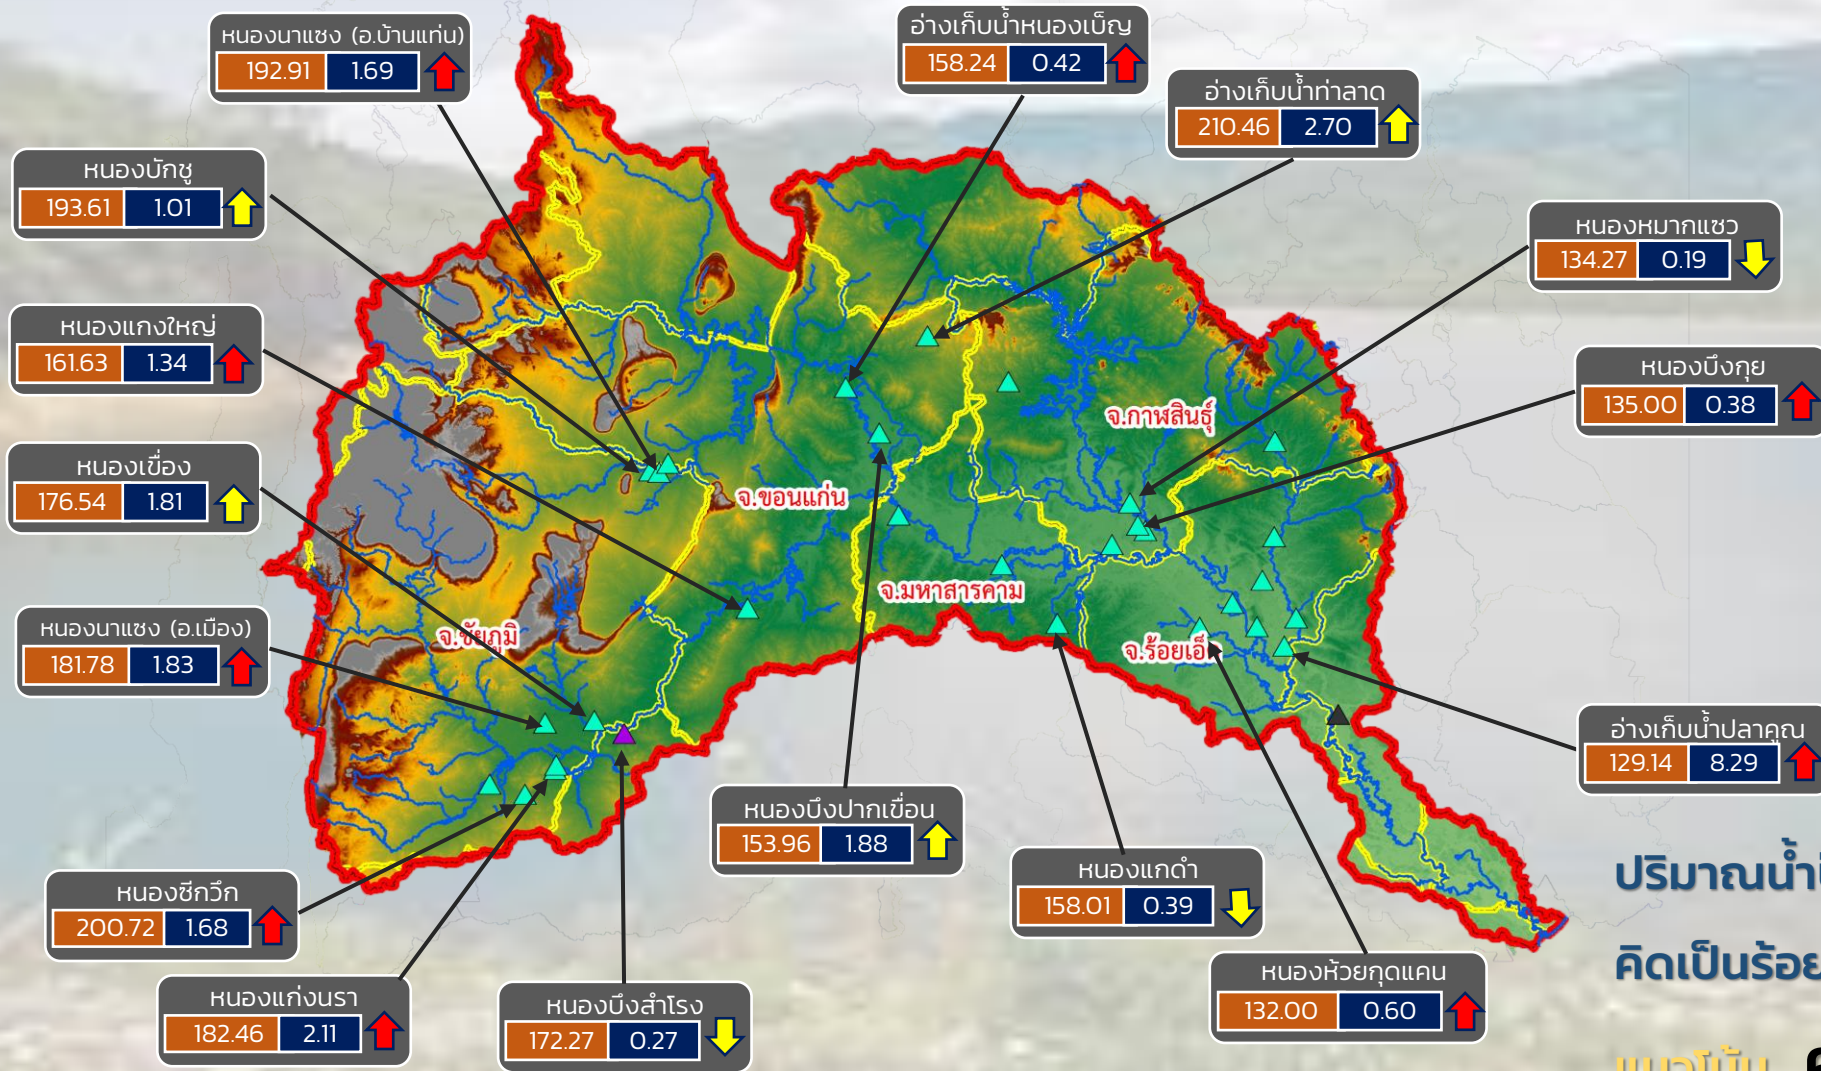 หนองนาแซง (อ.บ้านแท่น)
192.91 1.69
อ่างเก็บน้ำหนองเบ็ญ
158.24 0.42
อ่างเก็บน้ำท่าลาด
210.46 2.70
หนองบักซู
193.61 1.01
หนองหมากแซว
134.27 0.19
หนองแกงใหญ่
161.63 1.34
หนองบึงกุย
135.00 0.38
หนองเขื่อง
176.54 1.81
หนองนาแซง (อ.เมือง)
181.78 1.83
อ่างเก็บน้ำปลาคูณ
129.14 8.29
หนองบึงปากเขื่อน
153.96 1.88
หนองแกดำ
158.01 0.39
หนองซีกวึก
200.72 1.68
หนองห้วยกุดแคน
132.00 0.60
หนองแก่งนรา
182.46 2.11
หนองบึงสำโรง
172.27 0.27
จ.กาฬสินธุ์
จ.ขอนแก่น
จ.มหาสารคาม
จ.ชัยภูมิ
จ.ร้อยเอ็
ปริมาณน้ำ
คิดเป็นร้อย
แนวโน้ม